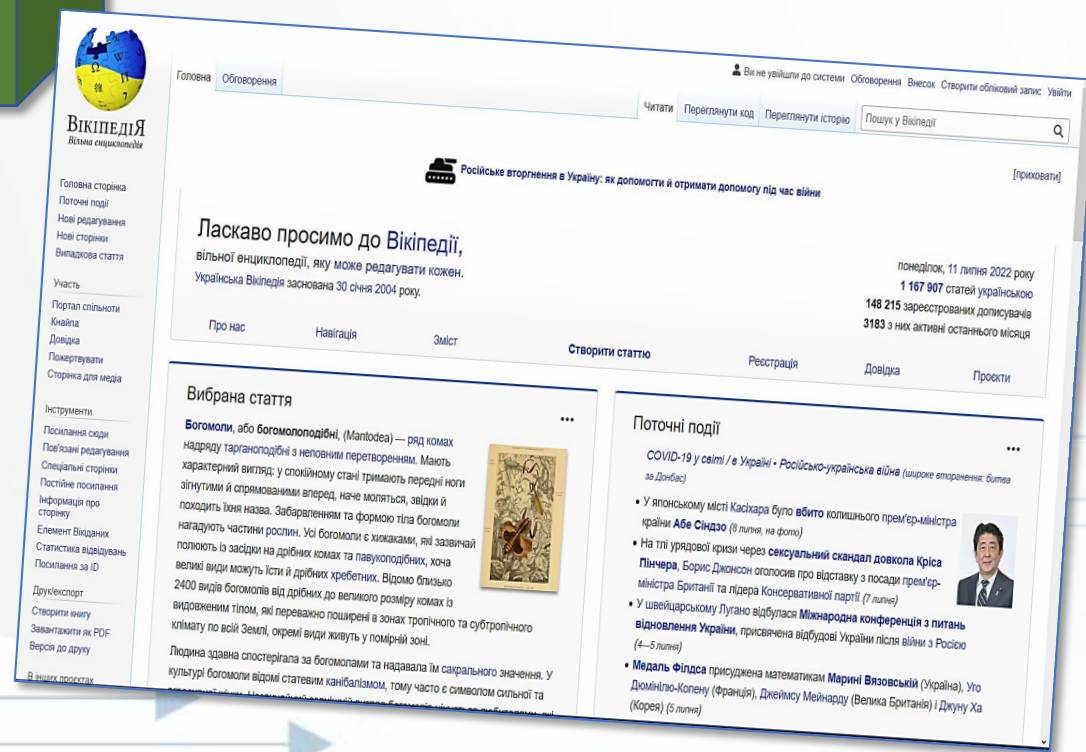 Ви не увійшли до системи Обговорення Внесок Створити обліковий запис Увійти
Головна Обговорення
Читати Переглянути код Переглянути історію Пошук у Вікіпедії
ВІКІПЕДІЯ
Вільна енциклопедія
Головна сторінка
Поточні події
Нові редагування
Нові сторінки
Випадкова стаття
Участь
Портал спільноти
Кнайпа
Довідка
Пожертвувати
Сторінка для медіа
Інструменти
Посилання сюди
Пов'язані редагування
Спеціальні сторінки
Постійне посилання
Інформація про
сторінку
Елемент Вікіданих
Статистика відвідувань
Посилання за ID
Друк/експорт
Створити книгу
Завантажити як PDF
Версія до друку
В інших проєктах
Російське вторгнення в Україну: як допомогти й отримати допомогу під час війни
[приховати]
Ласкаво просимо до Вікіпедії,
вільної енциклопедії, яку може редагувати кожен.
Українська Вікіпедія заснована 30 січня 2004 року.
понеділок, 11 липня 2022 року
1 167 907 статей українською
148 215 зареєстрованих дописувачів
3183 з них активні останнього місяця
Про нас Навігація Зміст Створити статтю Реєстрація Довідка Проєкти
Вибрана стаття
Богомоли, або богомолоподібні, (Mantodea) — ряд комах
надряду тарганоподібні з неповним перетворенням. Мають
характерний вигляд: у спокійному стані тримають передні ноги
зігнутими й спрямованими вперед, наче моляться, звідки й
походить їхня назва. Забарвленням та формою тіла богомоли
нагадують частини рослин. Усі богомоли є хижаками, які зазвичай
полюють із засідки на дрібних комах та павукоподібних, хоча
великі види можуть їсти й дрібних хребетних. Відомо близько
2400 видів богомолів від дрібних до великого розміру комах із
видовженим тілом, які переважно поширені в зонах тропічного та субтропічного
клімату по всій Землі, окремі види живуть у помірній зоні.
Людина здавна спостерігала за богомолами та надавала їм сакрального значення. У
культурі богомоли відомі статевим канібалізмом, тому часто є символом сильної та
Поточні події
COVID-19 у світі / в Україні • Російсько-українська війна (широке вторгнення: битва
за Донбас)
• У японському місті Касіхара було вбито колишнього прем'єр-міністра
країни Абе Сіндзо (8 липня, на фото)
• На тлі урядової кризи через сексуальний скандал довкола Кріса
Пінчера, Борис Джонсон оголосив про відставку з посади прем'єр-
міністра Британії та лідера Консервативної партії (7 липня)
• У швейцарському Лугано відбулася Міжнародна конференція з питань
відновлення України, присвячена відбудові України після війни з Росією
(4—5 липня)
• Медаль Філдса присуджена математикам Марині Вязовській (Україна), Уго
Дюмінілю-Копену (Франція), Джеймсу Мейнарду (Велика Британія) і Джуну Ха
(Корея) (5 липня)